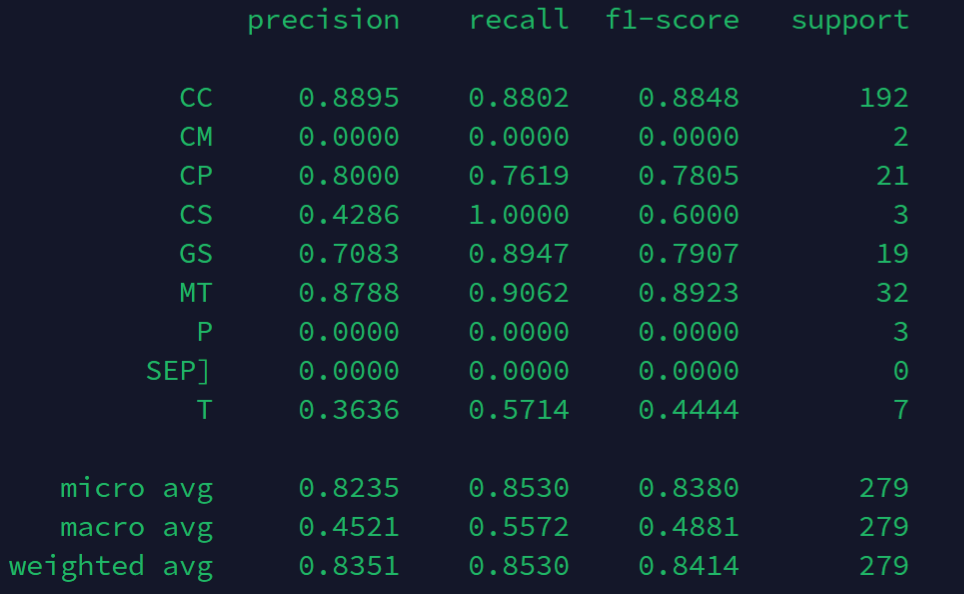 precision recall f1-score support
CC 0.8895 0.8802 0.8848 192
CM 0.0000 0.0000 0.0000 2
CP 0.8000 0.7619 0.7805 21
CS 0.4286 1.0000 0.6000 3
GS 0.7083 0.8947 0.7907 19
MT 0.8788 0.9062 0.8923 32
P 0.0000 0.0000 0.0000 3
SEP] 0.0000 0.0000 0.0000 0
T 0.3636 0.5714 0.4444 7
micro avg 0.8235 0.8530 0.8380 279
macro avg 0.4521 0.5572 0.4881 279
weighted avg 0.8351 0.8530 0.8414 279